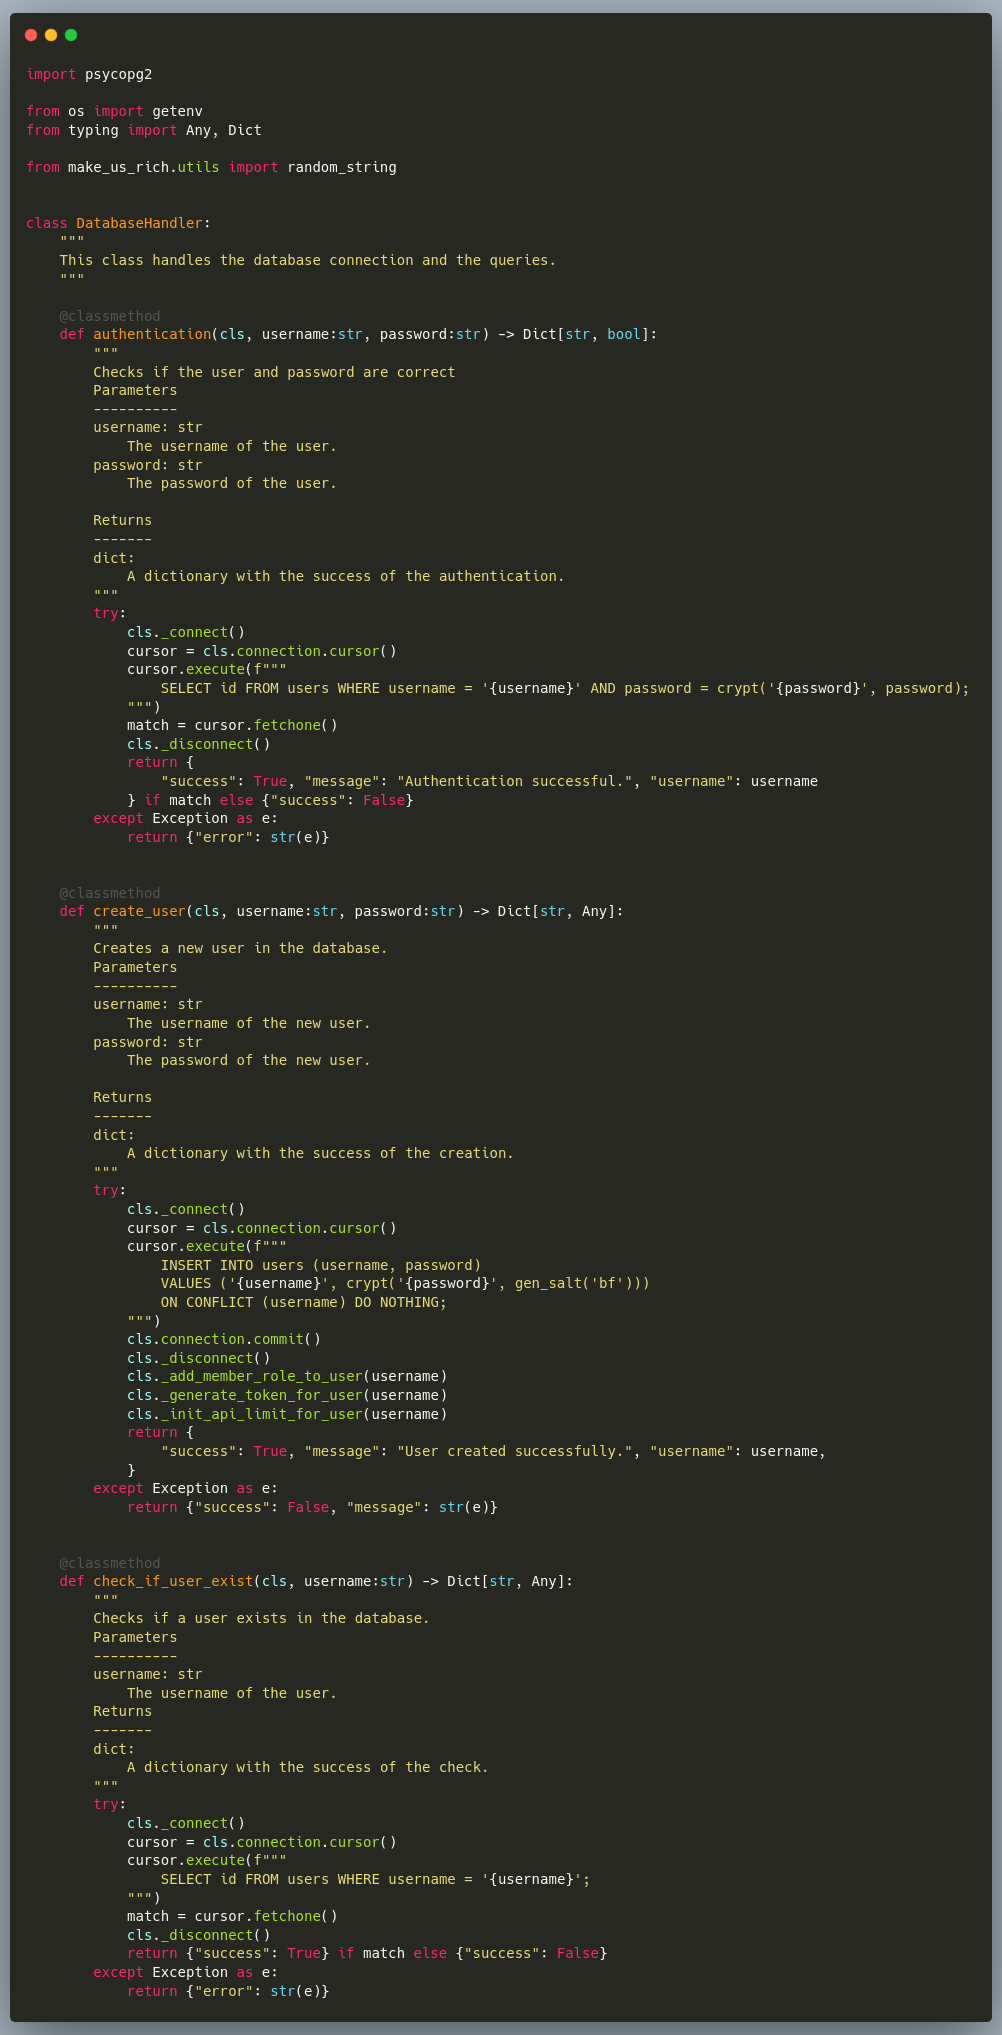 import psycopg2

from os import getenv
from typing import Any, Dict

from make_us_rich.utils import random_string


class DatabaseHandler:
    """
    This class handles the database connection and the queries.
    """

    @classmethod
    def authentication(cls, username:str, password:str) -> Dict[str, bool]:
        """
        Checks if the user and password are correct
        Parameters
        ----------
        username: str
            The username of the user.
        password: str
            The password of the user.

        Returns
        -------
        dict:
            A dictionary with the success of the authentication.
        """
        try:
            cls._connect()
            cursor = cls.connection.cursor()
            cursor.execute(f"""
                SELECT id FROM users WHERE username = '{username}' AND password = crypt('{password}', password);
            """)
            match = cursor.fetchone()
            cls._disconnect()
            return {
                "success": True, "message": "Authentication successful.", "username": username
            } if match else {"success": False}
        except Exception as e:
            return {"error": str(e)}


    @classmethod
    def create_user(cls, username:str, password:str) -> Dict[str, Any]:
        """
        Creates a new user in the database.
        Parameters
        ----------
        username: str
            The username of the new user.
        password: str
            The password of the new user.

        Returns
        -------
        dict:
            A dictionary with the success of the creation.
        """
        try:
            cls._connect()
            cursor = cls.connection.cursor()
            cursor.execute(f"""
                INSERT INTO users (username, password)
                VALUES ('{username}', crypt('{password}', gen_salt('bf')))
                ON CONFLICT (username) DO NOTHING;
            """)
            cls.connection.commit()
            cls._disconnect()
            cls._add_member_role_to_user(username)
            cls._generate_token_for_user(username)
            cls._init_api_limit_for_user(username)
            return {
                "success": True, "message": "User created successfully.", "username": username,
            }
        except Exception as e:
            return {"success": False, "message": str(e)}


    @classmethod
    def check_if_user_exist(cls, username:str) -> Dict[str, Any]:
        """
        Checks if a user exists in the database.
        Parameters
        ----------
        username: str
            The username of the user.
        Returns
        -------
        dict:
            A dictionary with the success of the check.
        """
        try:
            cls._connect()
            cursor = cls.connection.cursor()
            cursor.execute(f"""
                SELECT id FROM users WHERE username = '{username}';
            """)
            match = cursor.fetchone()
            cls._disconnect()
            return {"success": True} if match else {"success": False}
        except Exception as e:
            return {"error": str(e)}